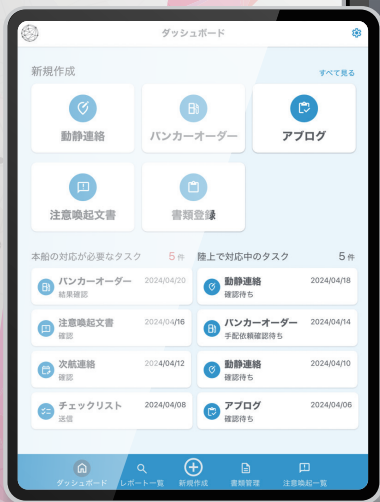 ダッシュボード
新規作成
すべて見る
動静連絡
バンカーオーダー
アブログ
注意喚起文書
書類登録
本船の対応が必要なタスク 5件
バンカーオーダー 2024/04/20
結果確認
注意喚起文書 2024/04/16
確認
次航連絡 2024/04/12
確認
チェックリスト 2024/04/08
送信
陸上で対応中のタスク 5件
動静連絡 2024/04/18
確認待ち
バンカーオーダー 2024/04/14
手配依頼確認待ち
動静連絡 2024/04/10
確認待ち
アブログ 2024/04/06
確認待ち
ダッシュボード
レポート一覧
新規作成
書類管理
注意喚起一覧